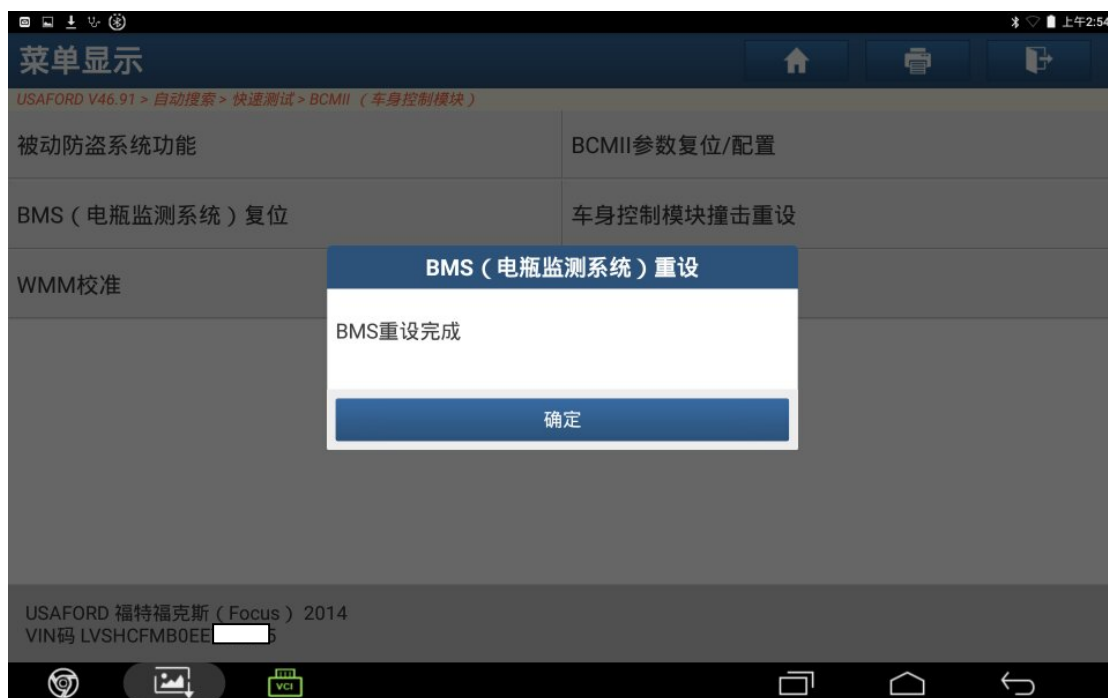 上午2:54
菜单显示
USAFORD V46.91 > 自动搜索 > 快速测试 > BCMII （车身控制模块）
被动防盗系统功能
BCMII参数复位/配置
BMS（电瓶监测系统）复位
车身控制模块撞击重设
WMM校准
BMS（电瓶监测系统）重设
BMS重设完成
确定
USAFORD 福特福克斯（Focus） 2014
VIN码 LVSHCFMB0EE
VCI